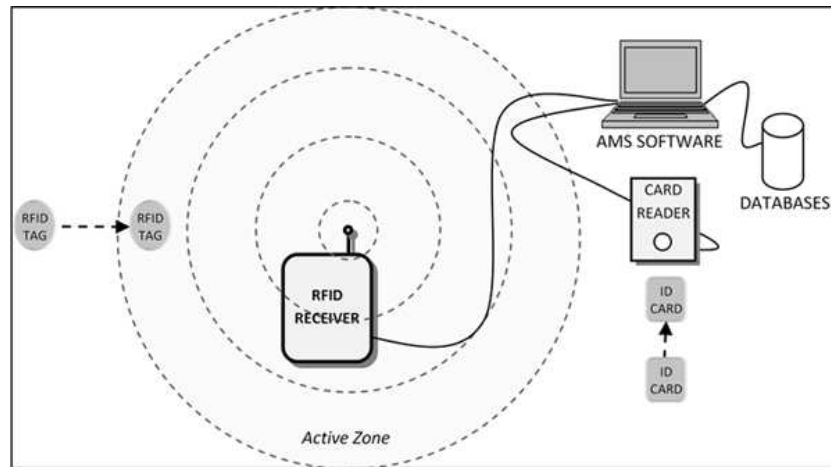 AMS SOFTWARE
DATABASES
CARD
READER
RFID
TAG
RFID
TAG
RFID
RECEIVER
ID
CARD
ID
CARD
Active Zone